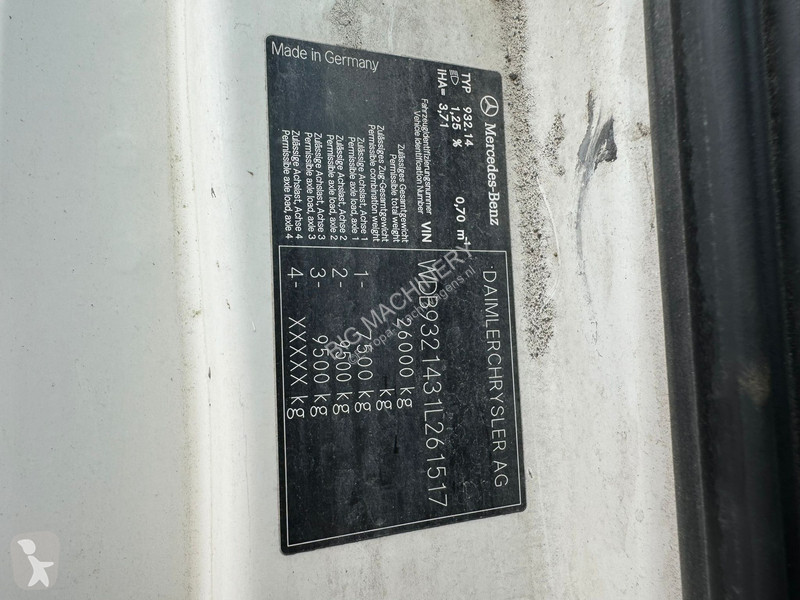 Mercedes-Benz DAIMLERCHRYSLER AG
TYP 932.14
1,25 % 0,70 m⁻¹
IHA= 3,71
Fahrzeugidentifizierungsnummer
Vehicle Identification Number VIN WDB9321431L261517
Zulässiges Gesamtgewicht
Permissible total weight 26000 kg
Zulässiges Zug-Gesamtgewicht
Permissible combination weight kg
Zulässige Achslast, Achse 1
Permissible axle load, axle 1 1- 7500 kg
Zulässige Achslast, Achse 2
Permissible axle load, axle 2 2- 9500 kg
Zulässige Achslast, Achse 3
Permissible axle load, axle 3 3- 9500 kg
Zulässige Achslast, Achse 4
Permissible axle load, axle 4 4- XXXXX kg
Made in Germany
BIG MACHINERY